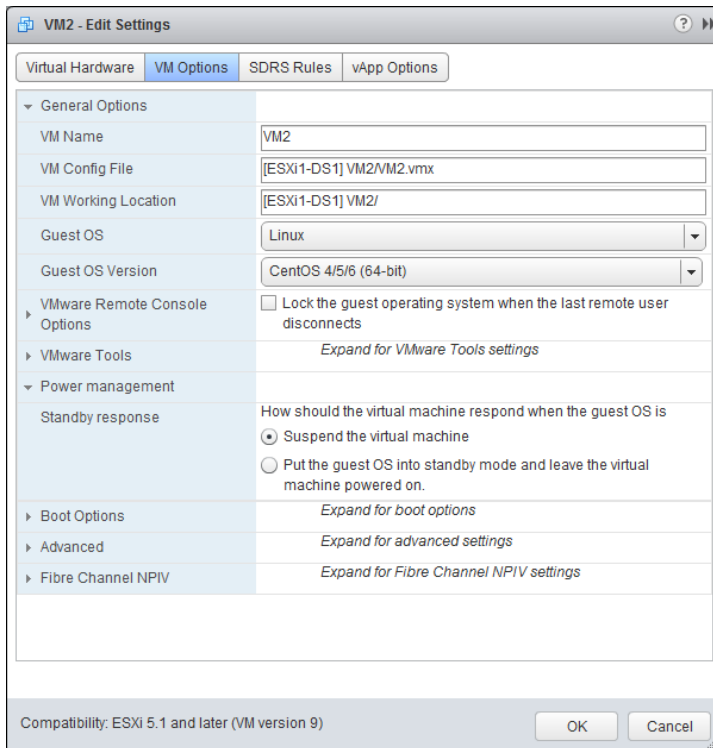 VM2 - Edit Settings
?
Virtual Hardware VM Options SDRS Rules vApp Options
General Options
VM Name VM2
VM Config File [ESXi1-DS1] VM2/VM2.vmx
VM Working Location [ESXi1-DS1] VM2/
Guest OS Linux
Guest OS Version CentOS 4/5/6 (64-bit)
VMware Remote Console Lock the guest operating system when the last remote user
Options disconnects
VMware Tools Expand for VMware Tools settings
Power management
Standby response How should the virtual machine respond when the guest OS is
Suspend the virtual machine
Put the guest OS into standby mode and leave the virtual
machine powered on.
Boot Options Expand for boot options
Advanced Expand for advanced settings
Fibre Channel NPIV Expand for Fibre Channel NPIV settings
Compatibility: ESXi 5.1 and later (VM version 9) OK Cancel